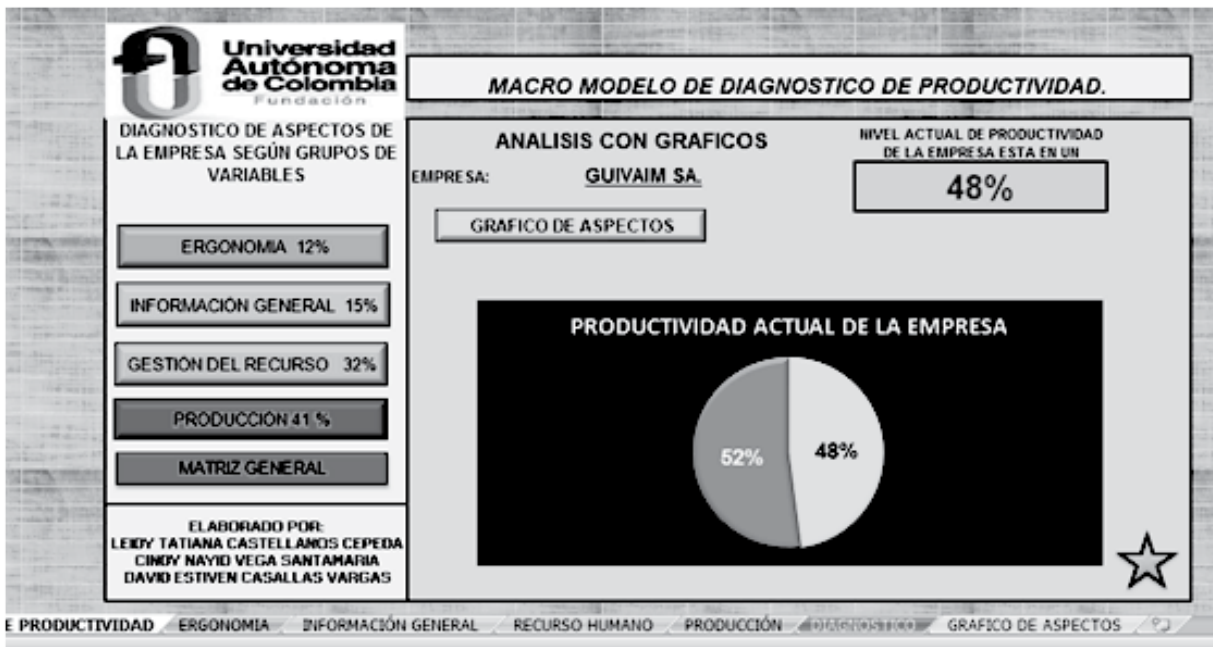 Universidad
Autónoma
de Colombia
Fundación
MACRO MODELO DE DIAGNOSTICO DE PRODUCTIVIDAD.
DIAGNOSTICO DE ASPECTOS DE
LA EMPRESA SEGÚN GRUPOS DE
VARIABLES
ERGONOMIA 12%
INFORMACIÓN GENERAL 15%
GESTION DEL RECURSO 32%
PRODUCCIÓN 41 %
MATRIZ GENERAL
ELABORADO POR:
LEIDY TATIANA CASTELLANOS CEPEDA
CINDY NAYID VEGA SANTAMARIA
DAVID ESTIVEN CASALLAS VARGAS
ANALISIS CON GRAFICOS
EMPRESA: GUIVAIM SA.
NIVEL ACTUAL DE PRODUCTIVIDAD
DE LA EMPRESA ESTA EN UN
48%
GRAFICO DE ASPECTOS
PRODUCTIVIDAD ACTUAL DE LA EMPRESA
52%
48%
E PRODUCTIVIDAD ERGONOMIA INFORMACIÓN GENERAL RECURSO HUMANO PRODUCCIÓN DIAGNOSTICO GRAFICO DE ASPECTOS